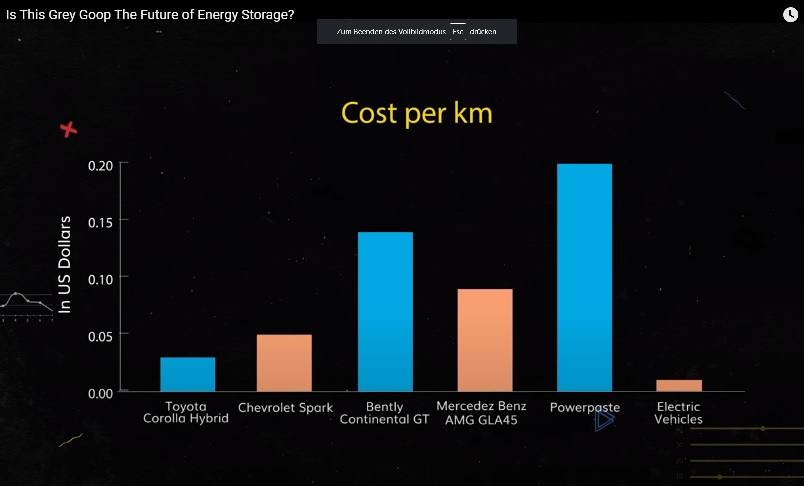 Is This Grey Goop The Future of Energy Storage?
Zum Beenden des Vollbildmodus Esc drücken
Cost per km
In US Dollars
0.20
0.15
0.10
0.05
0.00
Toyota
Corolla Hybrid
Chevrolet Spark
Bently
Continental GT
Mercedez Benz
AMG GLA45
Powerpaste
Electric
Vehicles